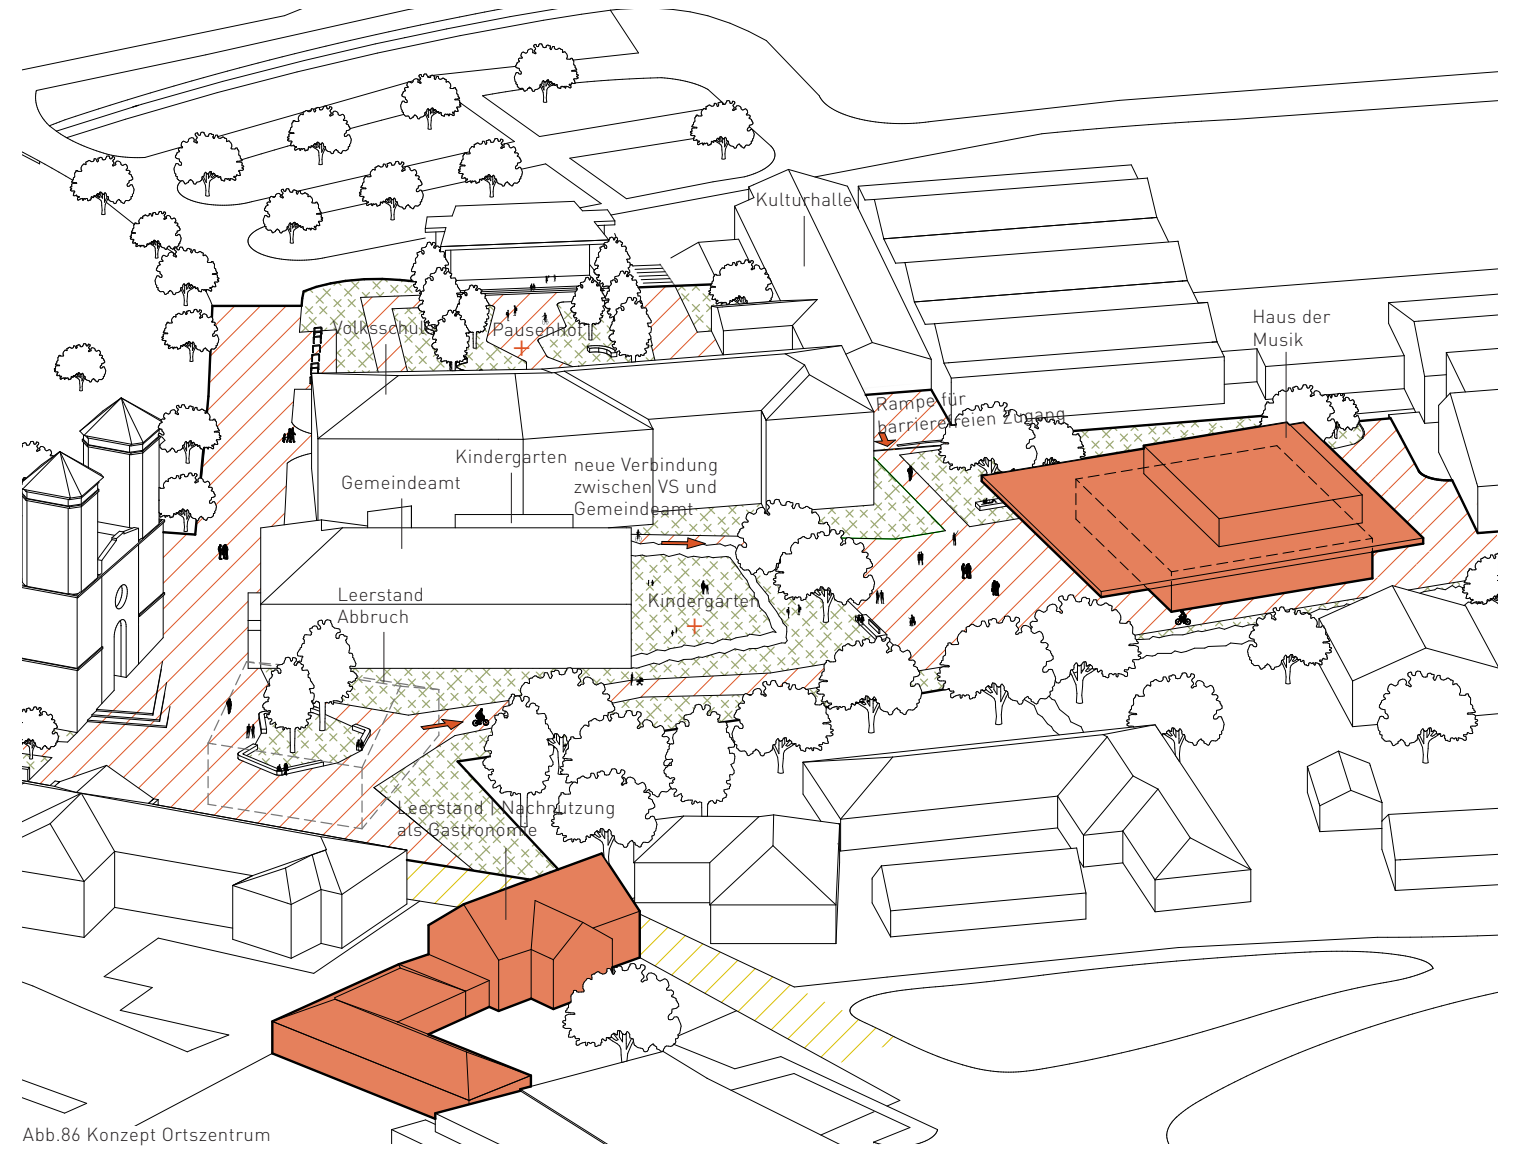 Kulturhalle
Haus der
Musik
Volksschule
Pausenhof
Rampe für
barrierefreien Zugang
Kindergarten
neue Verbindung
zwischen VS und
Gemeindeamt
Gemeindeamt
Leerstand
Abbruch
Kindergarten
Leerstand | Nachnutzung
als Gastronomie
Abb.86 Konzept Ortszentrum